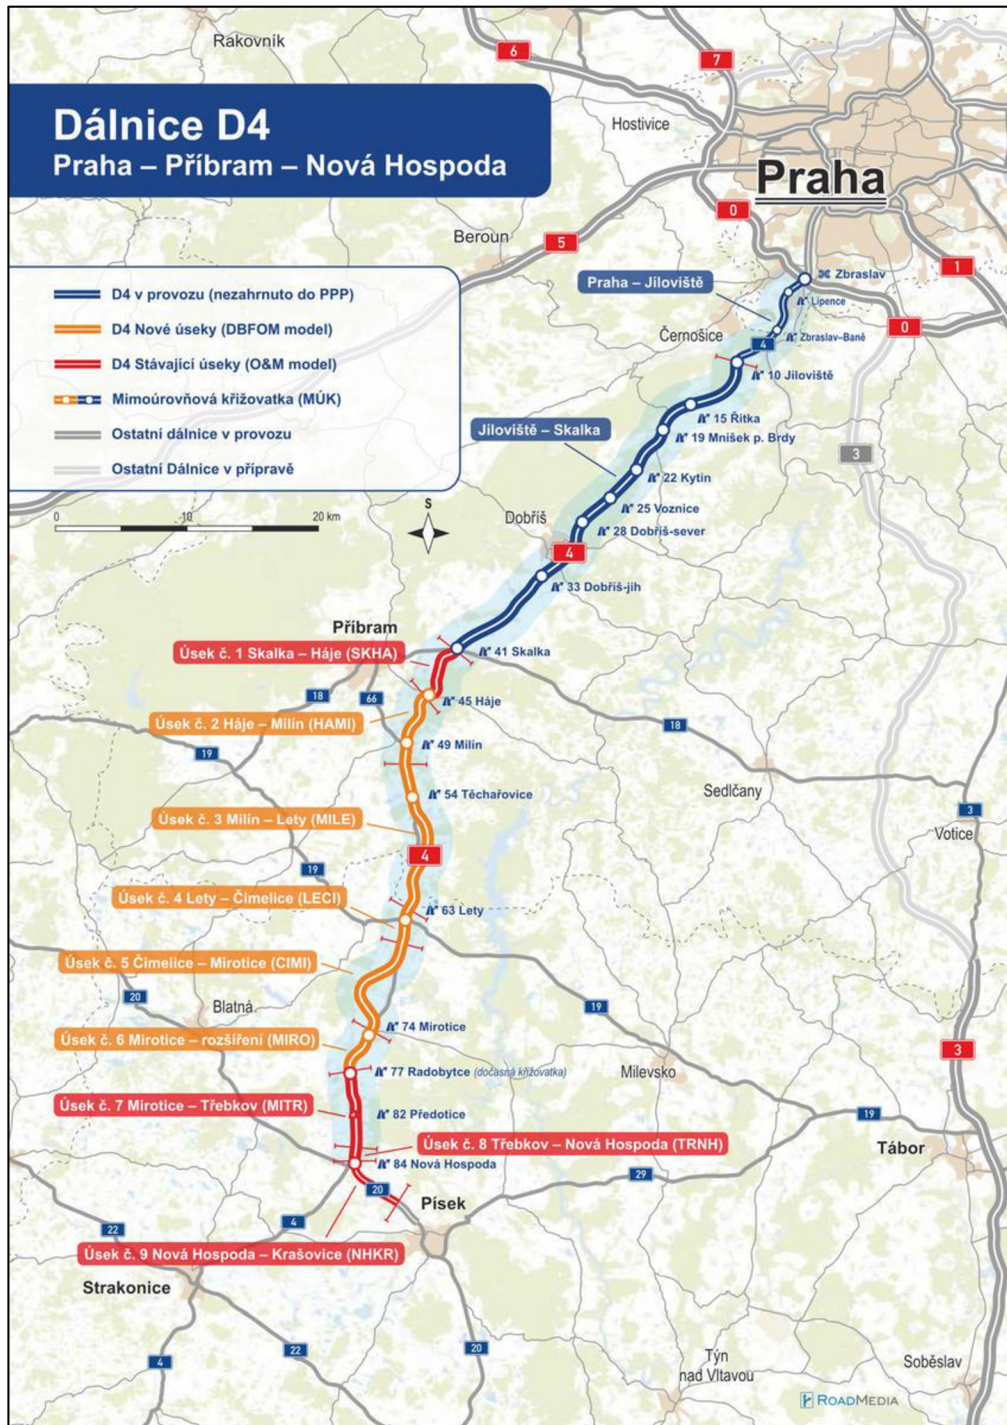 Rakovník
6
7
Dálnice D4
Praha – Příbram – Nová Hospoda
Hostivice
Praha
0
Beroun
5
1
D4 v provozu (nezahrnuto do PPP)
D4 Nové úseky (DBFOM model)
D4 Stávající úseky (O&M model)
Mimoúrovňová křižovatka (MÚK)
Ostatní dálnice v provozu
Ostatní Dálnice v přípravě
Zbraslav
Praha – Jíloviště
Lipence
0
Černošice
Zbraslav–Baně
4
10 Jíloviště
15 Řitka
Jíloviště – Skalka
19 Mníšek p. Brdy
3
22 Kytin
25 Voznice
0
10
20 km
S
Dobříš
28 Dobříš-sever
4
33 Dobříš-jih
Příbram
Úsek č. 1 Skalka – Háje (SKHA)
41 Skalka
18
66
45 Háje
Úsek č. 2 Háje – Milín (HAMI)
18
19
49 Milín
Sedlčany
54 Těchařovice
3
Úsek č. 3 Milín – Lety (MILE)
Votice
4
19
Úsek č. 4 Lety – Čimelice (LECI)
63 Lety
Úsek č. 5 Čimelice – Mirotice (CIMI)
20
Blatná
19
74 Mirotice
Úsek č. 6 Mirotice – rozšíření (MIRO)
3
77 Radobytce (dočasná křižovatka)
Milevsko
Úsek č. 7 Mirotice – Třebkov (MITR)
82 Předotice
19
Úsek č. 8 Třebkov – Nová Hospoda (TRNH)
Tábor
84 Nová Hospoda
29
20
Písek
4
22
Úsek č. 9 Nová Hospoda – Krašovice (NHKR)
Strakonice
22
20
4
Týn
nad Vltavou
Soběslav
ROADMEDIA